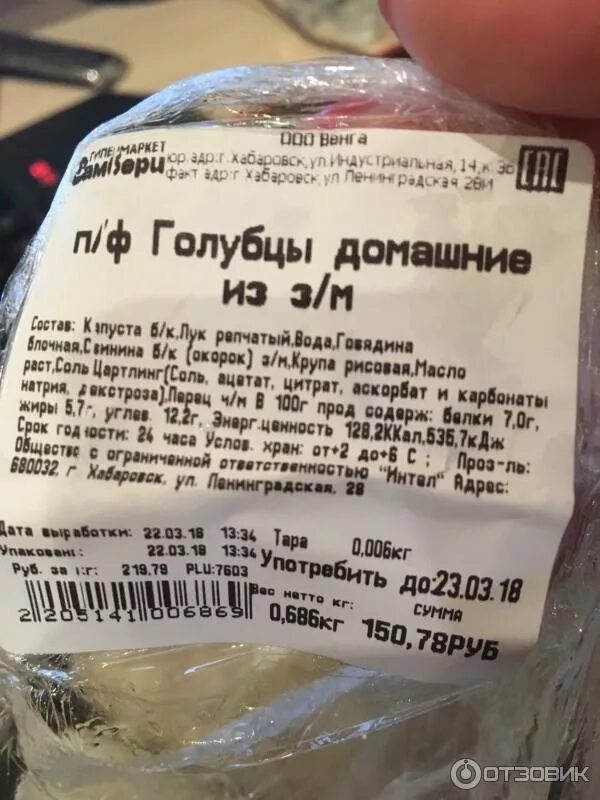 ООО Венга
ГИПЕРМАРКЕТ
Самбери
юр. адр: г. Хабаровск, ул. Индустриальная, 14, к. 36
факт адр: г Хабаровск, ул Ленинградская 28И
ЕАС
п/ф Голубцы домашние
из з/м
Состав: Капуста б/к,Лук репчатый,Вода,Говядина
блочная,Свинина б/к (окорок) з/м,Крупа рисовая,Масло
раст,Соль Цартлинг(Соль, ацетат, цитрат, аскорбат и карбонаты
натрия, декстроза),Перец ч/м В 100г прод содерж: белки 7,0г,
жиры 5,7г, углев. 12,2г, Энерг.ценность 128,2ККал,535,7кДж
Срок годности: 24 часа Услов. хран: от+2 до+6 С ; Проз-ль:
Общество с ограниченной ответственностью "Интел" Адрес:
680032, г Хабаровск, ул. Ленинградская, 28
Дата выработки: 22.03.18 13:34 Тара 0,006кг
Упаковано: 22.03.18 13:34 Употребить до:23.03.18
Руб. за кг: 219,79 PLU:7603
Вес нетто кг: СУММА
2 205141 006869 0,686кг 150,78РУБ
ОТЗОВИК